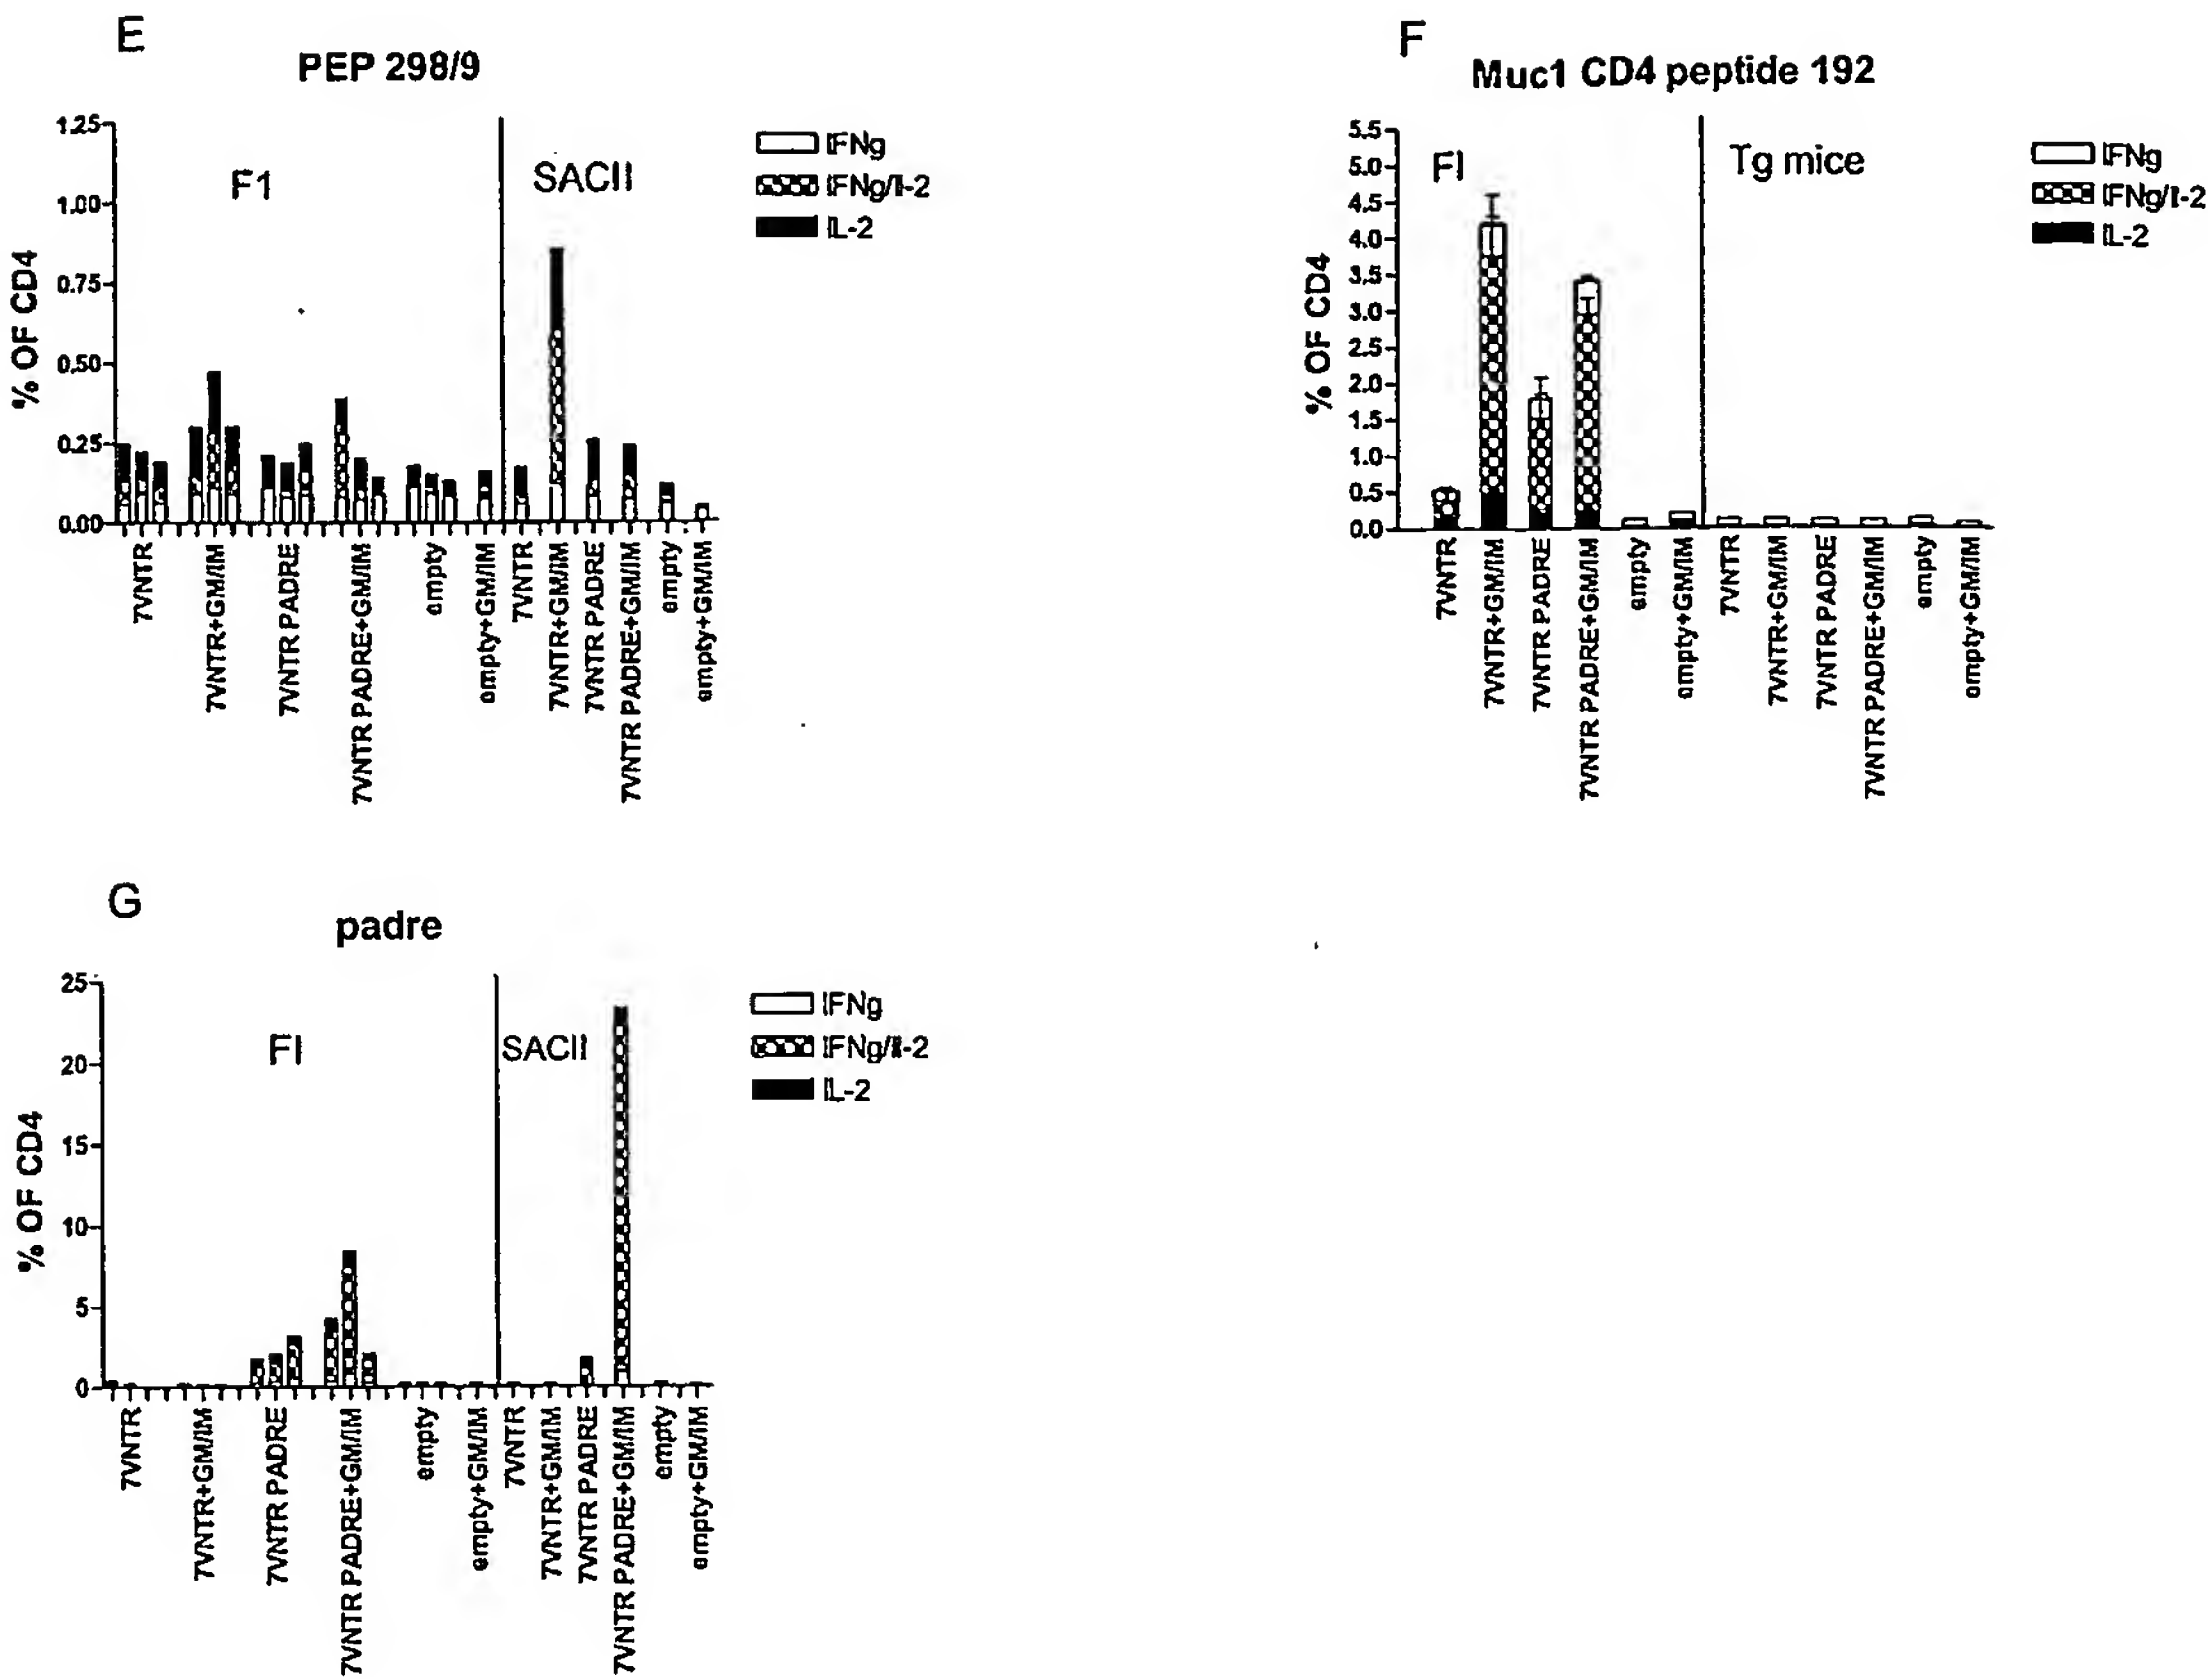 E
PEP 298/9
1.25
1.00
0.75
0.50
0.25
0.00
% OF CD4
F1
SACII
IFNg
IFNg/Il-2
IL-2
7VNTR
7VNTR+GM/IM
7VNTR PADRE
7VNTR PADRE+GM/IM
empty
empty+GM/IM
7VNTR
7VNTR+GM/IM
7VNTR PADRE
7VNTR PADRE+GM/IM
empty
empty+GM/IM
F
Muc1 CD4 peptide 192
5.5
5.0
4.5
4.0
3.5
3.0
2.5
2.0
1.5
1.0
0.5
0.0
% OF CD4
FI
Tg mice
IFNg
IFNg/Il-2
IL-2
7VNTR
7VNTR+GM/IM
7VNTR PADRE
7VNTR PADRE+GM/IM
empty
empty+GM/IM
7VNTR
7VNTR+GM/IM
7VNTR PADRE
7VNTR PADRE+GM/IM
empty
empty+GM/IM
G
padre
25
20
15
10
5
0
% OF CD4
FI
SACII
IFNg
IFNg/Il-2
IL-2
7VNTR
7VNTR+GM/IM
7VNTR PADRE
7VNTR PADRE+GM/IM
empty
empty+GM/IM
7VNTR
7VNTR+GM/IM
7VNTR PADRE
7VNTR PADRE+GM/IM
empty
empty+GM/IM